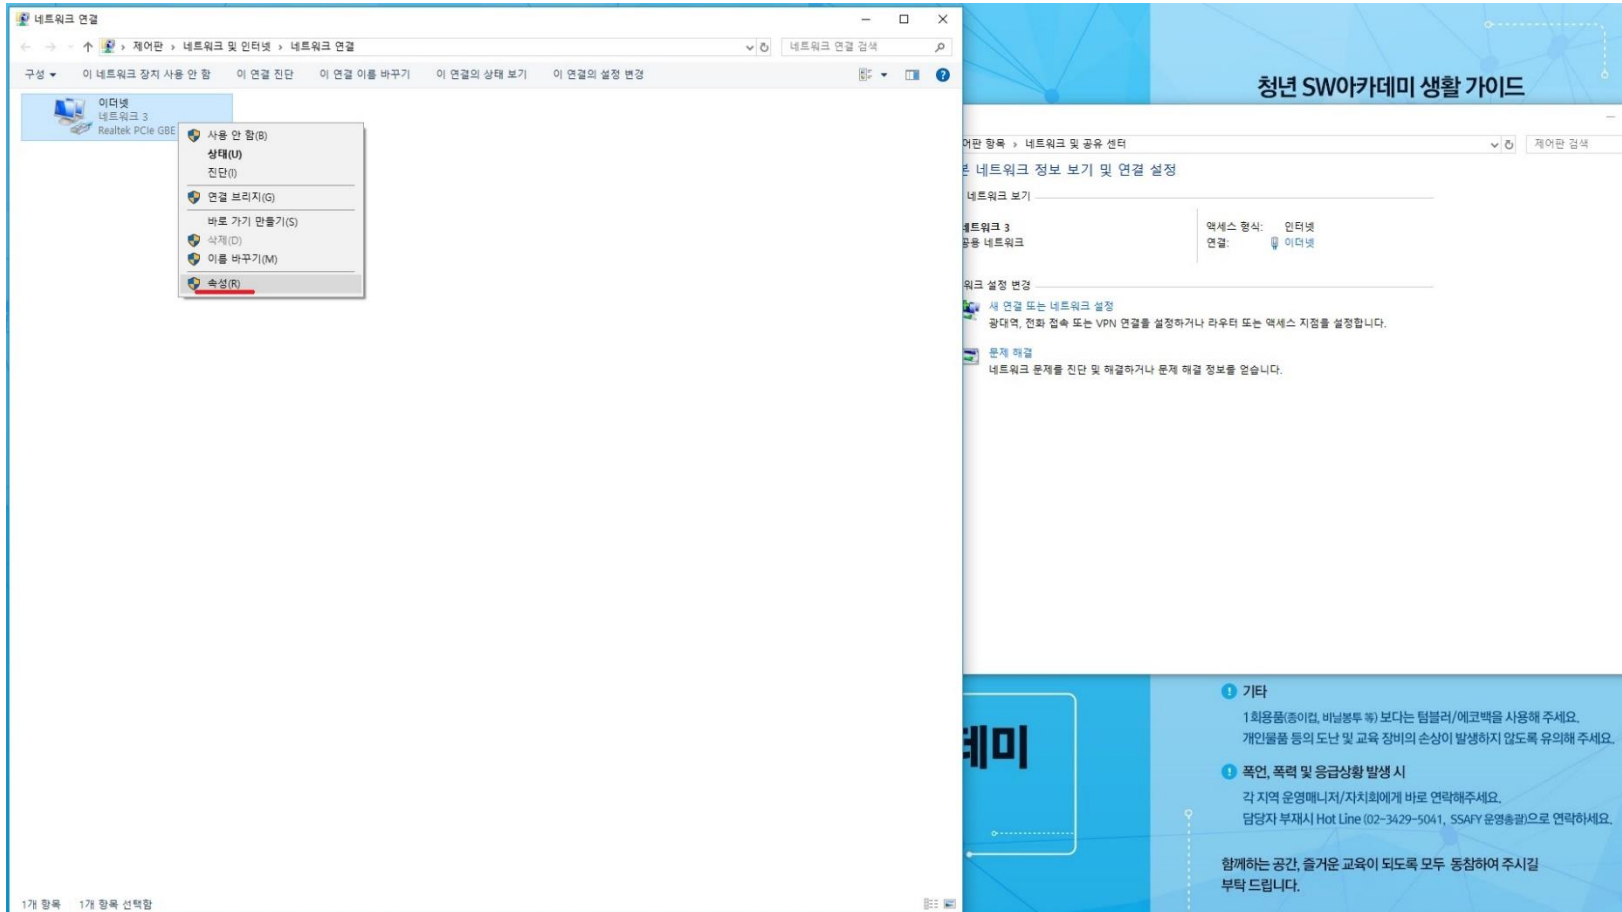 네트워크 연결
제어판 › 네트워크 및 인터넷 › 네트워크 연결
네트워크 연결 검색
구성 이 네트워크 장치 사용 안 함 이 연결 진단 이 연결 이름 바꾸기 이 연결의 상태 보기 이 연결의 설정 변경
이더넷
네트워크 3
Realtek PCIe GBE
사용 안 함(B)
상태(U)
진단(I)
연결 브리지(G)
바로 가기 만들기(S)
삭제(D)
이름 바꾸기(M)
속성(R)
1개 항목 1개 항목 선택함
청년 SW아카데미 생활 가이드
어판 항목 › 네트워크 및 공유 센터
제어판 검색
네트워크 정보 보기 및 연결 설정
네트워크 보기
네트워크 3
공용 네트워크
액세스 형식: 인터넷
연결: 이더넷
워크 설정 변경
새 연결 또는 네트워크 설정
광대역, 전화 접속 또는 VPN 연결을 설정하거나 라우터 또는 액세스 지점을 설정합니다.
문제 해결
네트워크 문제를 진단 및 해결하거나 문제 해결 정보를 얻습니다.
데미
기타
1회용품(종이컵, 비닐봉투 등) 보다는 텀블러/에코백을 사용해 주세요.
개인물품 등의 도난 및 교육 장비의 손상이 발생하지 않도록 유의해 주세요.
폭언, 폭력 및 응급상황 발생 시
각 지역 운영매니저/자치회에게 바로 연락해주세요.
담당자 부재시 Hot Line (02-3429-5041, SSAFY 운영총괄)으로 연락하세요.
함께하는 공간, 즐거운 교육이 되도록 모두 동참하여 주시길
부탁 드립니다.